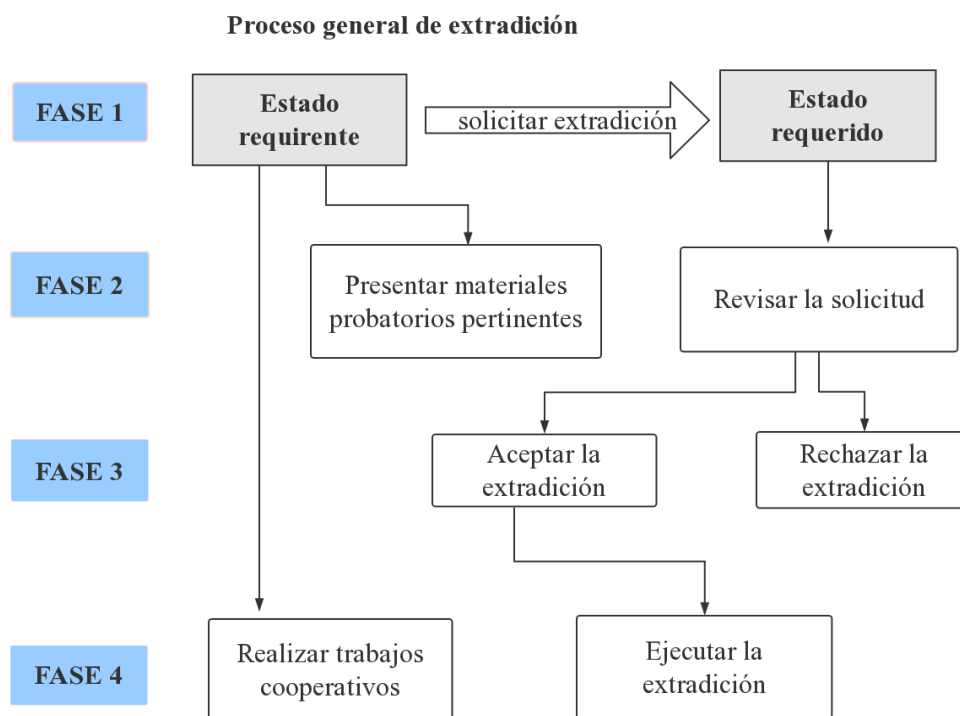 Proceso general de extradición
FASE 1
Estado
requirente
solicitar extradición
Estado
requerido
FASE 2
Presentar materiales
probatorios pertinentes
Revisar la solicitud
FASE 3
Aceptar la
extradición
Rechazar la
extradición
FASE 4
Realizar trabajos
cooperativos
Ejecutar la
extradición